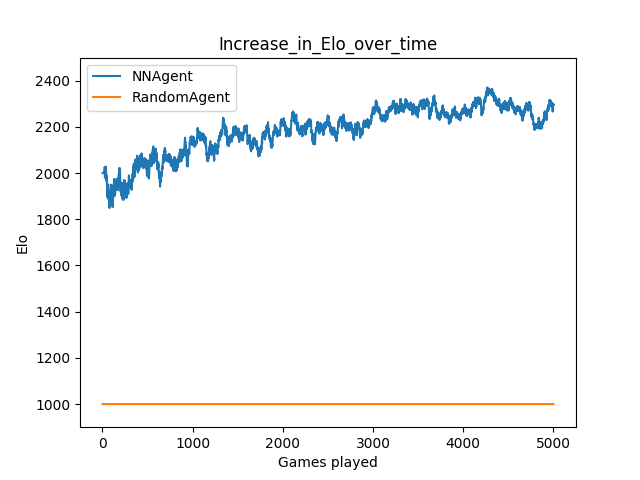 Increase_in_Elo_over_time
NNAgent
RandomAgent
2400
2200
2000
1800
1600
1400
1200
1000
Elo
0 1000 2000 3000 4000 5000
Games played